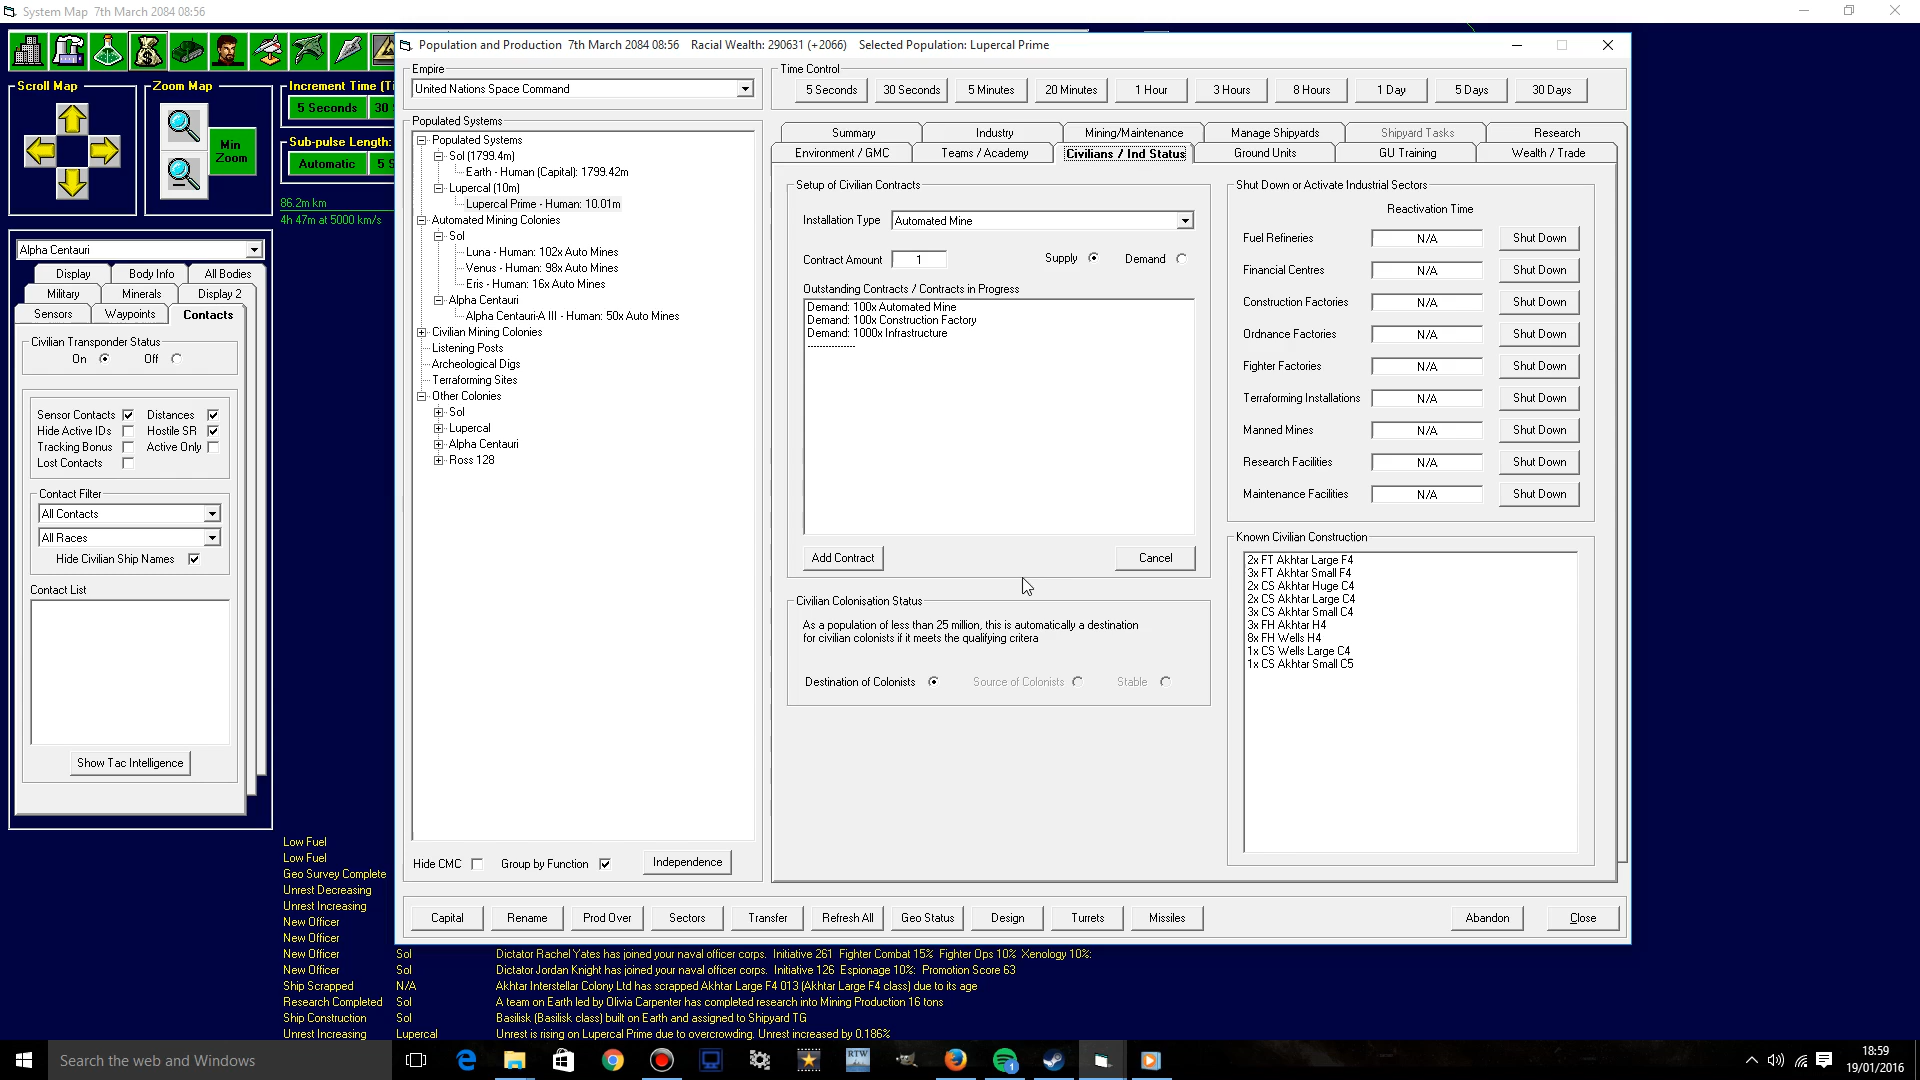 System Map  7th March 2084 08:56
Population and Production  7th March 2084 08:56  Racial Wealth: 290631 (+2066)  Selected Population: Lupercal Prime
Scroll Map
Zoom Map
Min Zoom
Increment Time (Ti
5 Seconds
30
Sub-pulse Length:
Automatic
5 S
86.2m km
4h 47m at 5000 km/s
Alpha Centauri
Display
Body Info
All Bodies
Military
Minerals
Display 2
Sensors
Waypoints
Contacts
Civilian Transponder Status
On
Off
Sensor Contacts
Distances
Hide Active IDs
Hostile SR
Tracking Bonus
Active Only
Lost Contacts
Contact Filter
All Contacts
All Races
Hide Civilian Ship Names
Contact List
Show Tac Intelligence
Empire
United Nations Space Command
Populated Systems
Populated Systems
Sol (1799.4m)
Earth - Human (Capital): 1799.42m
Lupercal (10m)
Lupercal Prime - Human: 10.01m
Automated Mining Colonies
Sol
Luna - Human: 102x Auto Mines
Venus - Human: 98x Auto Mines
Eris - Human: 16x Auto Mines
Alpha Centauri
Alpha Centauri-A III - Human: 50x Auto Mines
Civilian Mining Colonies
Listening Posts
Archeological Digs
Terraforming Sites
Other Colonies
Sol
Lupercal
Alpha Centauri
Ross 128
Hide CMC
Group by Function
Independence
Time Control
5 Seconds
30 Seconds
5 Minutes
20 Minutes
1 Hour
3 Hours
8 Hours
1 Day
5 Days
30 Days
Summary
Industry
Mining/Maintenance
Manage Shipyards
Shipyard Tasks
Research
Environment / GMC
Teams / Academy
Civilians / Ind Status
Ground Units
GU Training
Wealth / Trade
Setup of Civilian Contracts
Installation Type
Automated Mine
Contract Amount
1
Supply
Demand
Outstanding Contracts / Contracts in Progress
Demand: 100x Automated Mine
Demand: 100x Construction Factory
Demand: 1000x Infrastructure
----------------
Add Contract
Cancel
Civilian Colonisation Status
As a population of less than 25 million, this is automatically a destination
for civilian colonists if it meets the qualifying critera
Destination of Colonists
Source of Colonists
Stable
Shut Down or Activate Industrial Sectors
Reactivation Time
Fuel Refineries N/A Shut Down
Financial Centres N/A Shut Down
Construction Factories N/A Shut Down
Ordnance Factories N/A Shut Down
Fighter Factories N/A Shut Down
Terraforming Installations N/A Shut Down
Manned Mines N/A Shut Down
Research Facilities N/A Shut Down
Maintenance Facilities N/A Shut Down
Known Civilian Construction
2x FT Akhtar Large F4
3x FT Akhtar Small F4
2x CS Akhtar Huge C4
2x CS Akhtar Large C4
3x CS Akhtar Small C4
3x FH Akhtar H4
8x FH Wells H4
1x CS Wells Large C4
1x CS Akhtar Small C5
Capital
Rename
Prod Over
Sectors
Transfer
Refresh All
Geo Status
Design
Turrets
Missiles
Abandon
Close
Low Fuel
Low Fuel
Geo Survey Complete
Unrest Decreasing
Unrest Increasing
New Officer
New Officer
New Officer Sol Dictator Rachel Yates has joined your naval officer corps.  Initiative 261  Fighter Combat 15%  Fighter Ops 10%  Xenology 10%:
New Officer Sol Dictator Jordan Knight has joined your naval officer corps.  Initiative 126  Espionage 10%:  Promotion Score 63
Ship Scrapped N/A Akhtar Interstellar Colony Ltd has scrapped Akhtar Large F4 013 (Akhtar Large F4 class) due to its age
Research Completed Sol A team on Earth led by Olivia Carpenter has completed research into Mining Production 16 tons
Ship Construction Sol Basilisk (Basilisk class) built on Earth and assigned to Shipyard TG
Unrest Increasing Lupercal Unrest is rising on Lupercal Prime due to overcrowding. Unrest increased by 0.186%
Search the web and Windows
RTW
1
18:59
19/01/2016